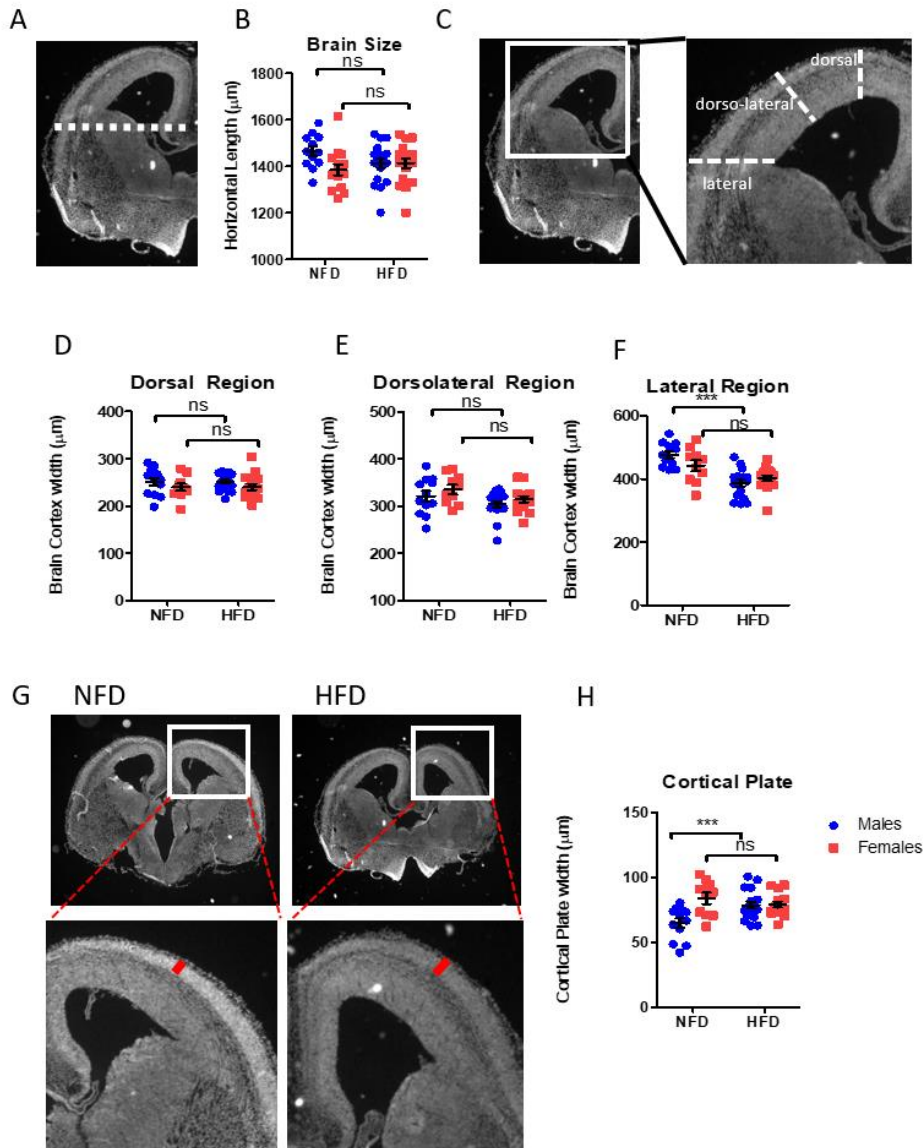 A
B
Brain Size
ns
ns
Horizontal Length (μm)
1800
1600
1400
1200
1000
NFD
HFD
C
dorsal
dorso-lateral
lateral
D
Dorsal Region
ns
ns
Brain Cortex width (μm)
400
300
200
100
0
NFD
HFD
E
Dorsolateral Region
ns
ns
Brain Cortex width (μm)
500
400
300
200
100
NFD
HFD
F
Lateral Region
***
ns
Brain Cortex width (μm)
600
400
200
0
NFD
HFD
G
NFD
HFD
H
Cortical Plate
***
ns
Cortical Plate width (μm)
150
100
50
0
NFD
HFD
Males
Females